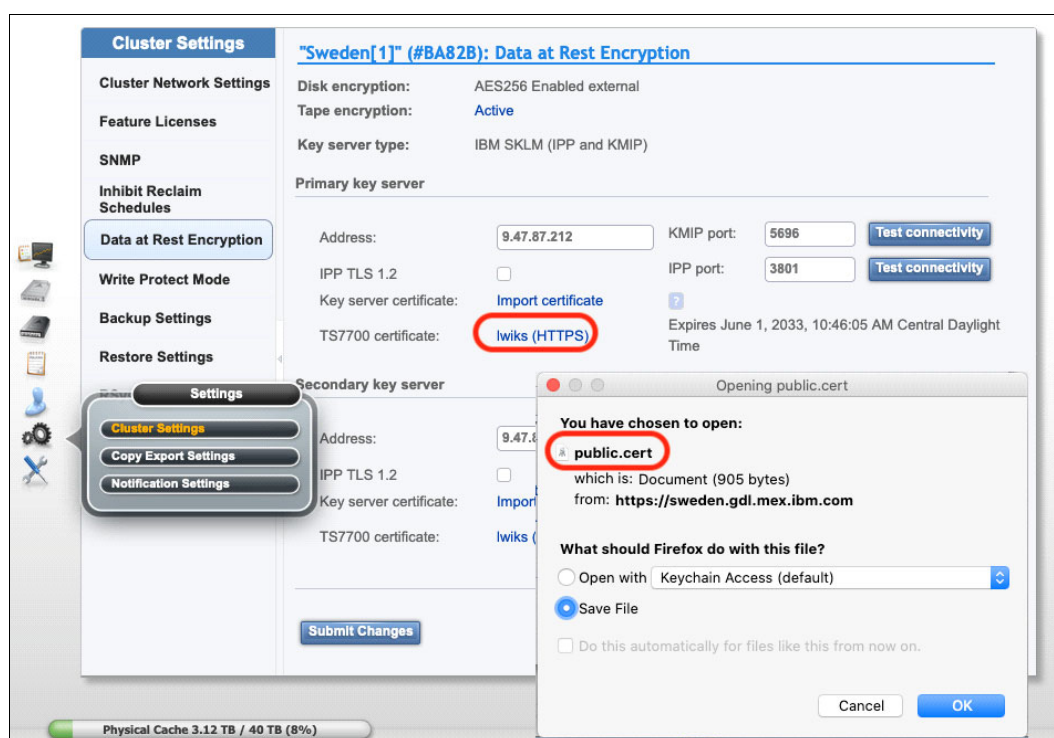 Cluster Settings
Cluster Network Settings
Feature Licenses
SNMP
Inhibit Reclaim
Schedules
Data at Rest Encryption
Write Protect Mode
Backup Settings
Restore Settings
"Sweden[1]" (#BA82B): Data at Rest Encryption
Disk encryption: AES256 Enabled external
Tape encryption: Active
Key server type: IBM SKLM (IPP and KMIP)
Primary key server
Address: 9.47.87.212 KMIP port: 5696 Test connectivity
IPP TLS 1.2 IPP port: 3801 Test connectivity
Key server certificate: Import certificate ?
TS7700 certificate: lwiks (HTTPS) Expires June 1, 2033, 10:46:05 AM Central Daylight
Time
Secondary key server
Address: 9.47.8
IPP TLS 1.2
Key server certificate: Impor
TS7700 certificate: lwiks (
Submit Changes
Settings
Cluster Settings
Copy Export Settings
Notification Settings
Opening public.cert
You have chosen to open:
public.cert
which is: Document (905 bytes)
from: https://sweden.gdl.mex.ibm.com
What should Firefox do with this file?
Open with Keychain Access (default)
Save File
Do this automatically for files like this from now on.
Cancel OK
Physical Cache 3.12 TB / 40 TB (8%)